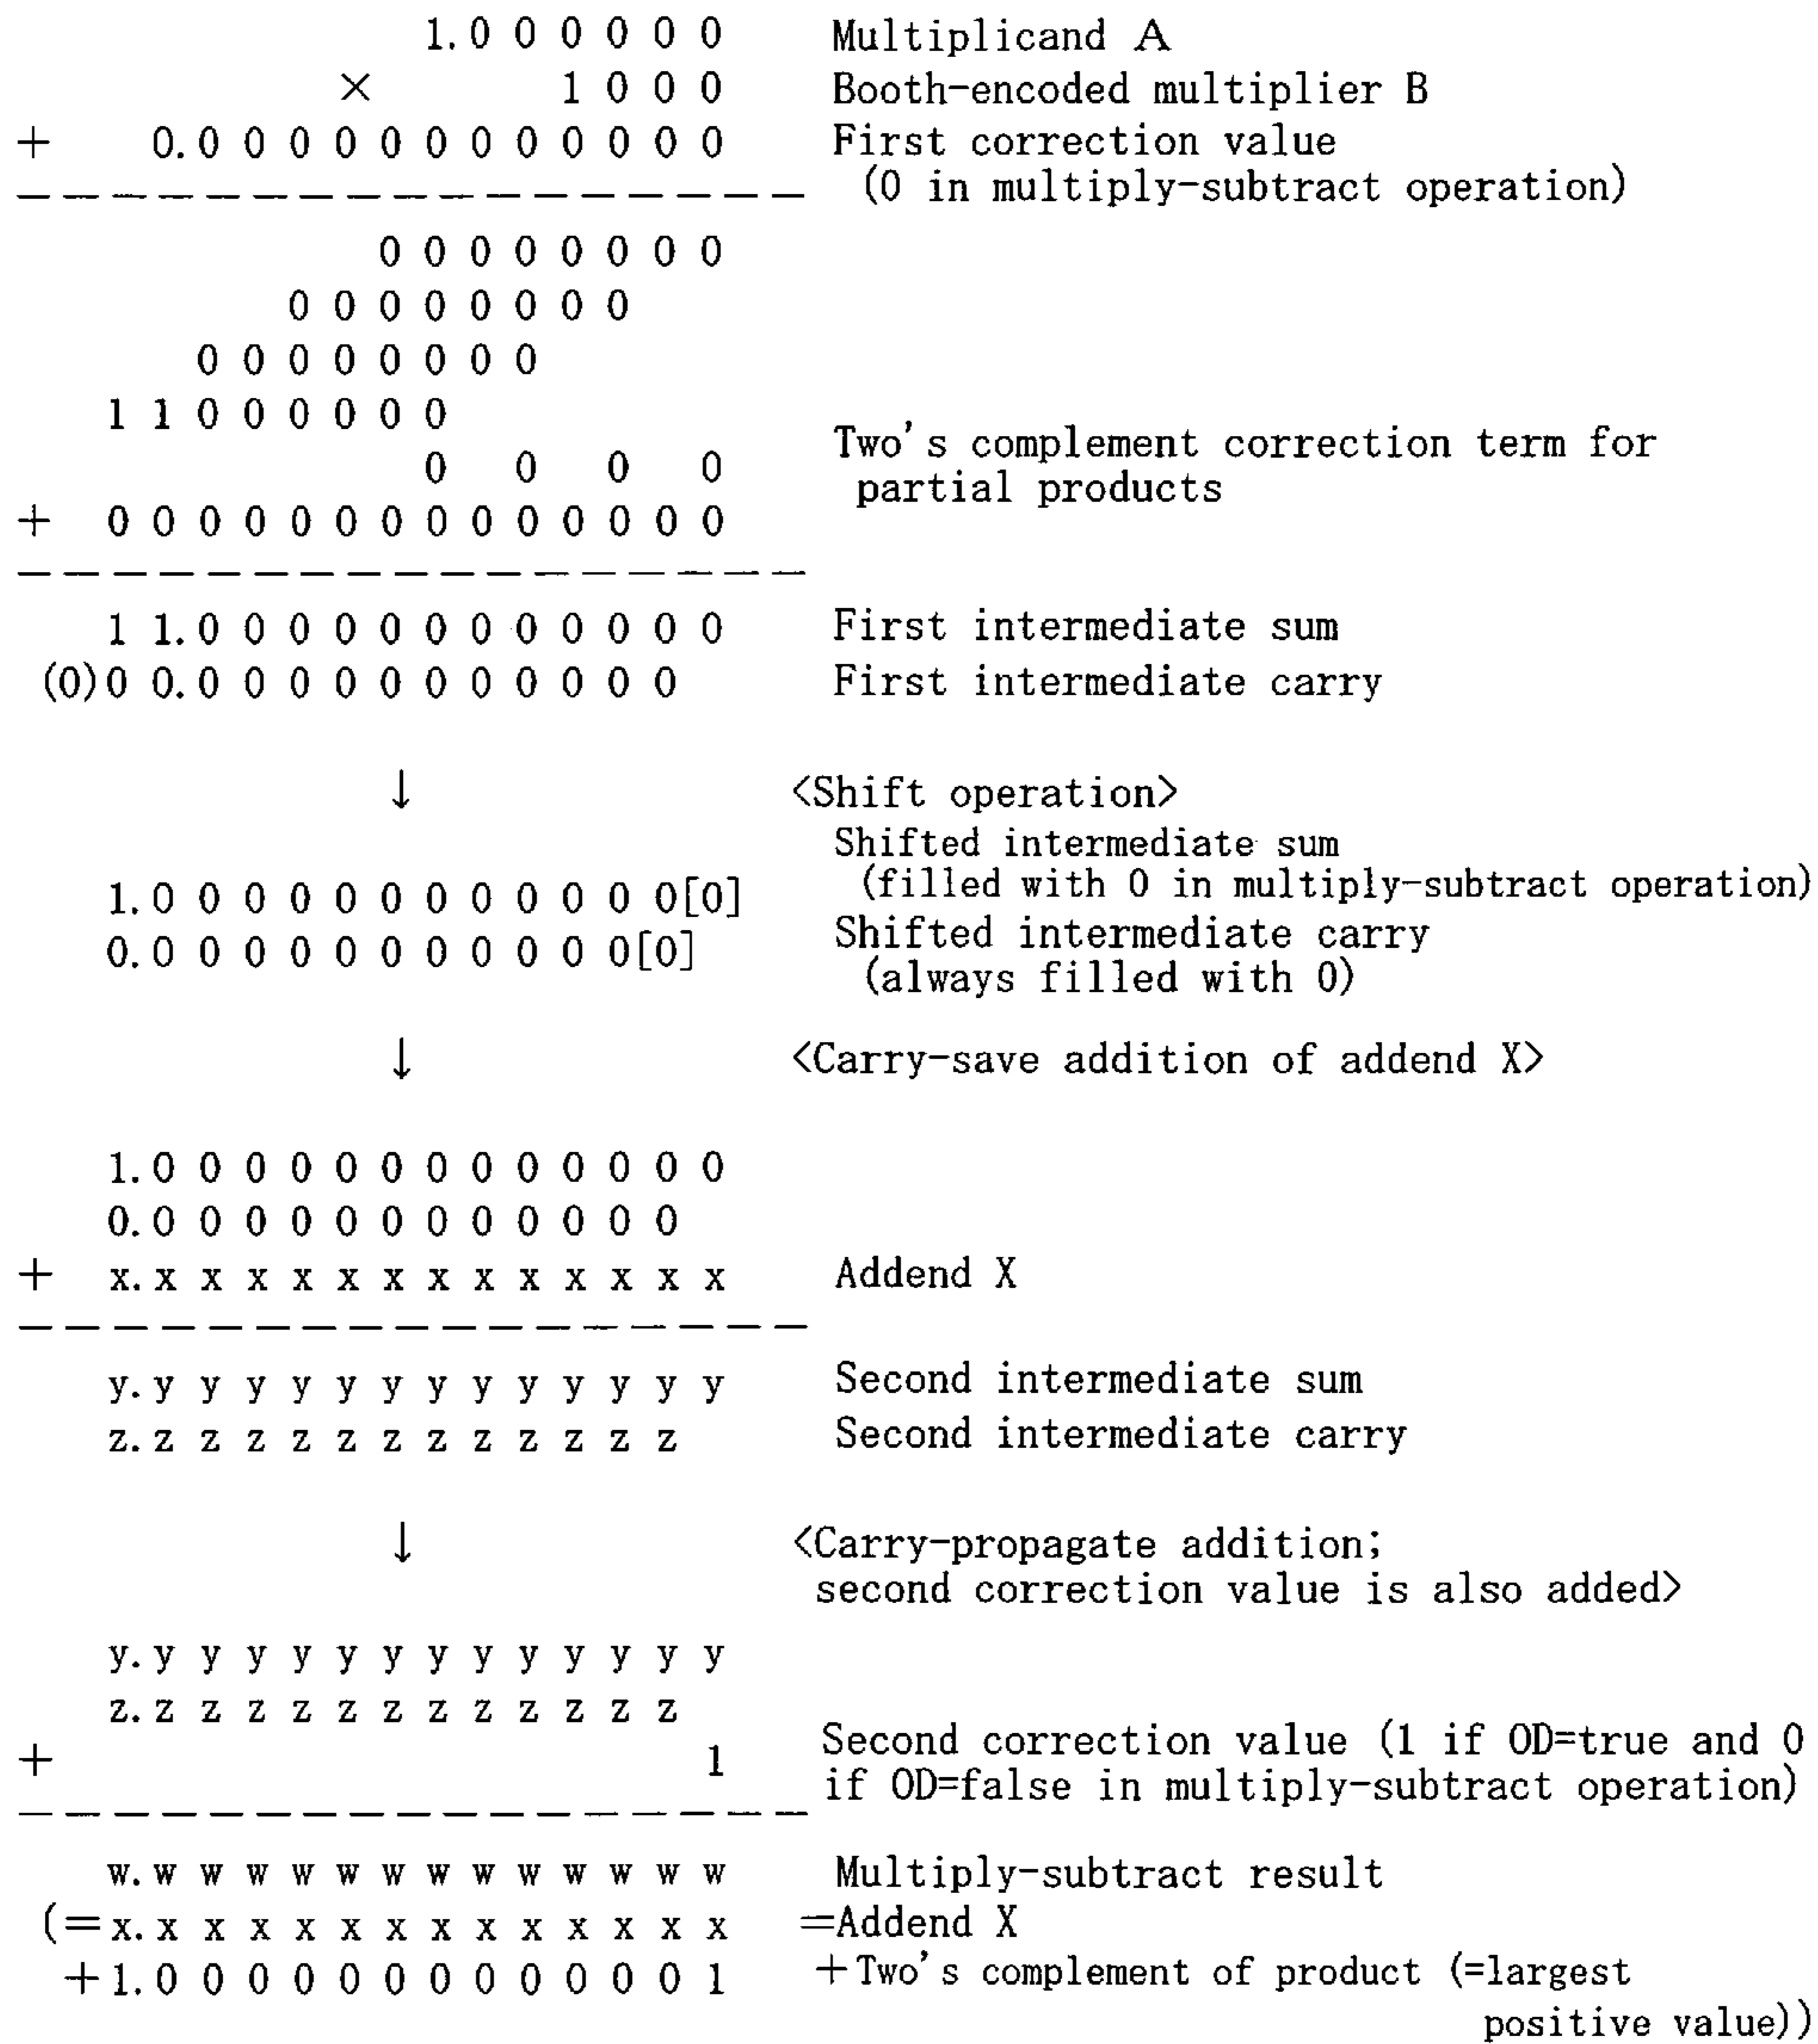 1. 0 0 0 0 0 0 Multiplicand A
× 1 0 0 0 Booth-encoded multiplier B
+ 0. 0 0 0 0 0 0 0 0 0 0 0 0 First correction value
(0 in multiply-subtract operation)
0 0 0 0 0 0 0 0
0 0 0 0 0 0 0 0
0 0 0 0 0 0 0 0
1 1 0 0 0 0 0 0
0 0 0 0 Two's complement correction term for
partial products
+ 0 0 0 0 0 0 0 0 0 0 0 0 0 0
1 1. 0 0 0 0 0 0 0 0 0 0 0 0 First intermediate sum
(0) 0 0. 0 0 0 0 0 0 0 0 0 0 0 First intermediate carry
↓ <Shift operation>
Shifted intermediate sum
(filled with 0 in multiply-subtract operation)
1. 0 0 0 0 0 0 0 0 0 0 0 0[0]
Shifted intermediate carry
0. 0 0 0 0 0 0 0 0 0 0 0[0]
(always filled with 0)
↓ <Carry-save addition of addend X>
1. 0 0 0 0 0 0 0 0 0 0 0 0 0
0. 0 0 0 0 0 0 0 0 0 0 0 0
+ x. x x x x x x x x x x x x x Addend X
y. y y y y y y y y y y y y y Second intermediate sum
z. z z z z z z z z z z z z Second intermediate carry
↓ <Carry-propagate addition;
second correction value is also added>
y. y y y y y y y y y y y y y
z. z z z z z z z z z z z z
+ 1 Second correction value (1 if OD=true and 0
if OD=false in multiply-subtract operation)
w. w w w w w w w w w w w w w Multiply-subtract result
(=x. x x x x x x x x x x x x x =Addend X
+1. 0 0 0 0 0 0 0 0 0 0 0 0 1 +Two's complement of product (=largest
positive value))